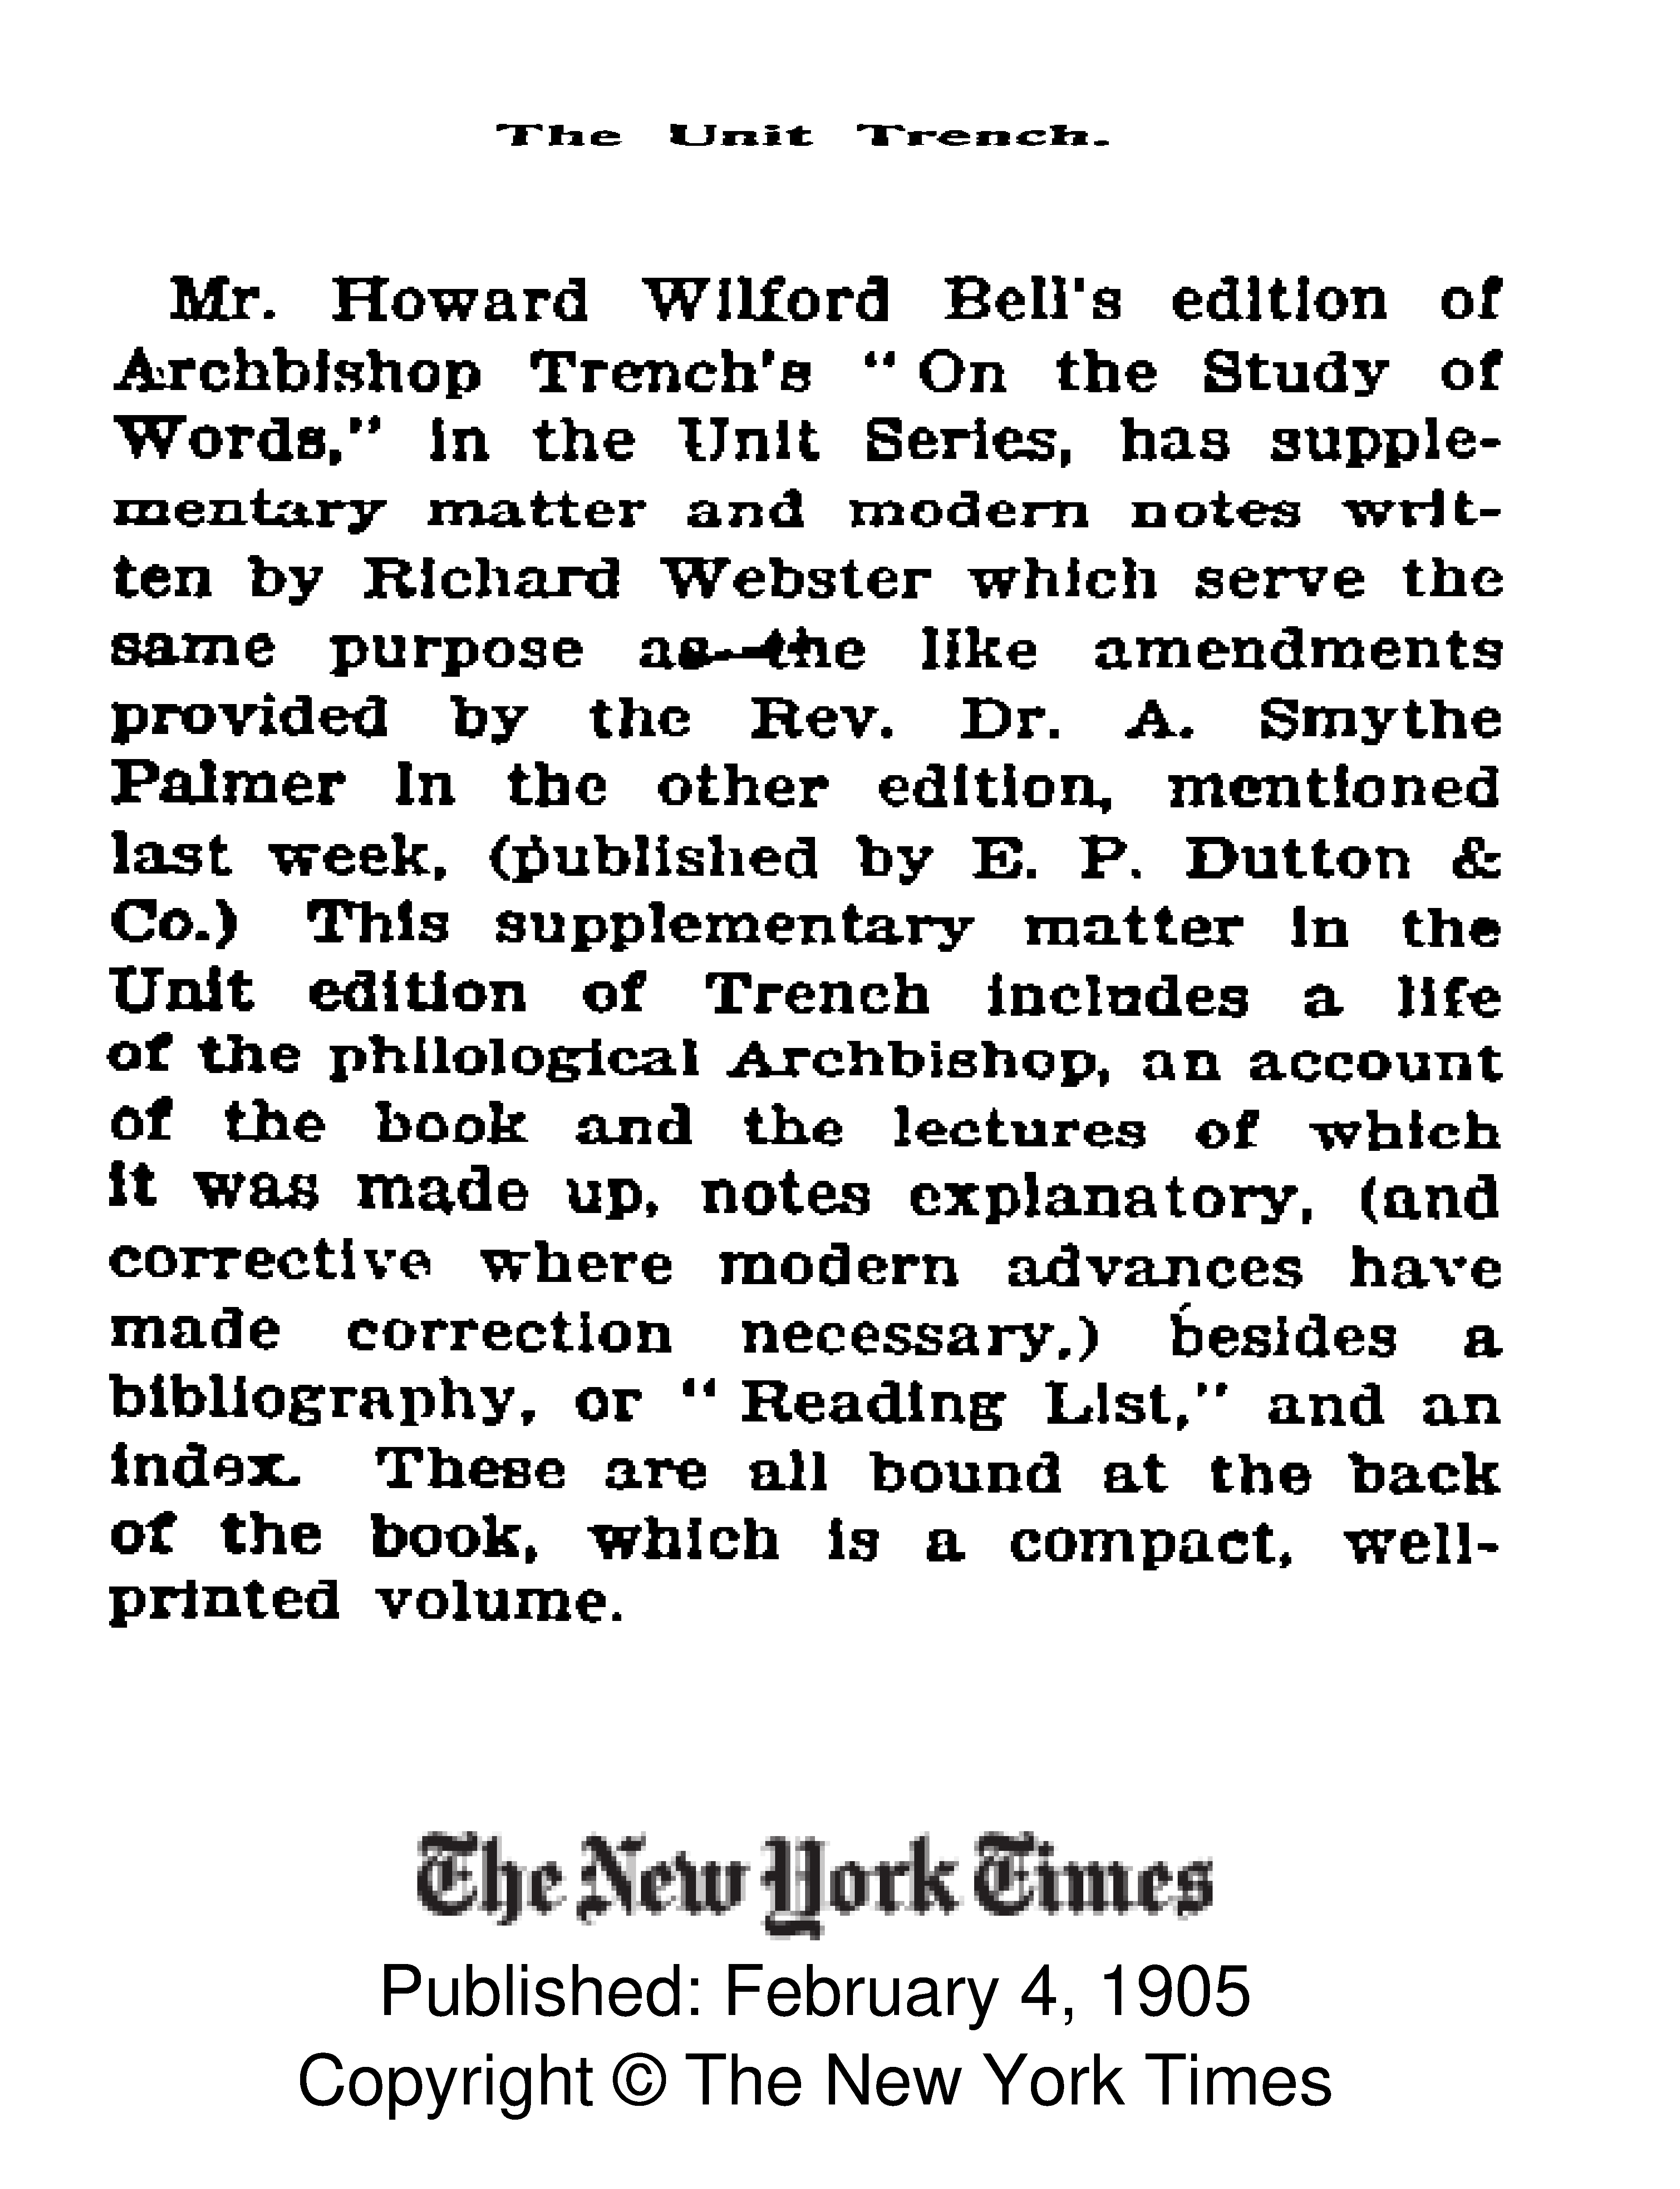 The Unit Trench.
Mr. Howard Wilford Bell's edition of
Archbishop Trench's " On the Study of
Words," in the Unit Series, has supple-
mentary matter and modern notes writ-
ten by Richard Webster which serve the
same purpose as the like amendments
provided by the Rev. Dr. A. Smythe
Palmer in the other edition, mentioned
last week, (published by E. P. Dutton &
Co.) This supplementary matter in the
Unit edition of Trench includes a life
of the philological Archbishop, an account
of the book and the lectures of which
it was made up, notes explanatory, (and
corrective where modern advances have
made correction necessary,) besides a
bibliography, or " Reading List," and an
index. These are all bound at the back
of the book, which is a compact, well-
printed volume.
The New York Times
Published: February 4, 1905
Copyright © The New York Times